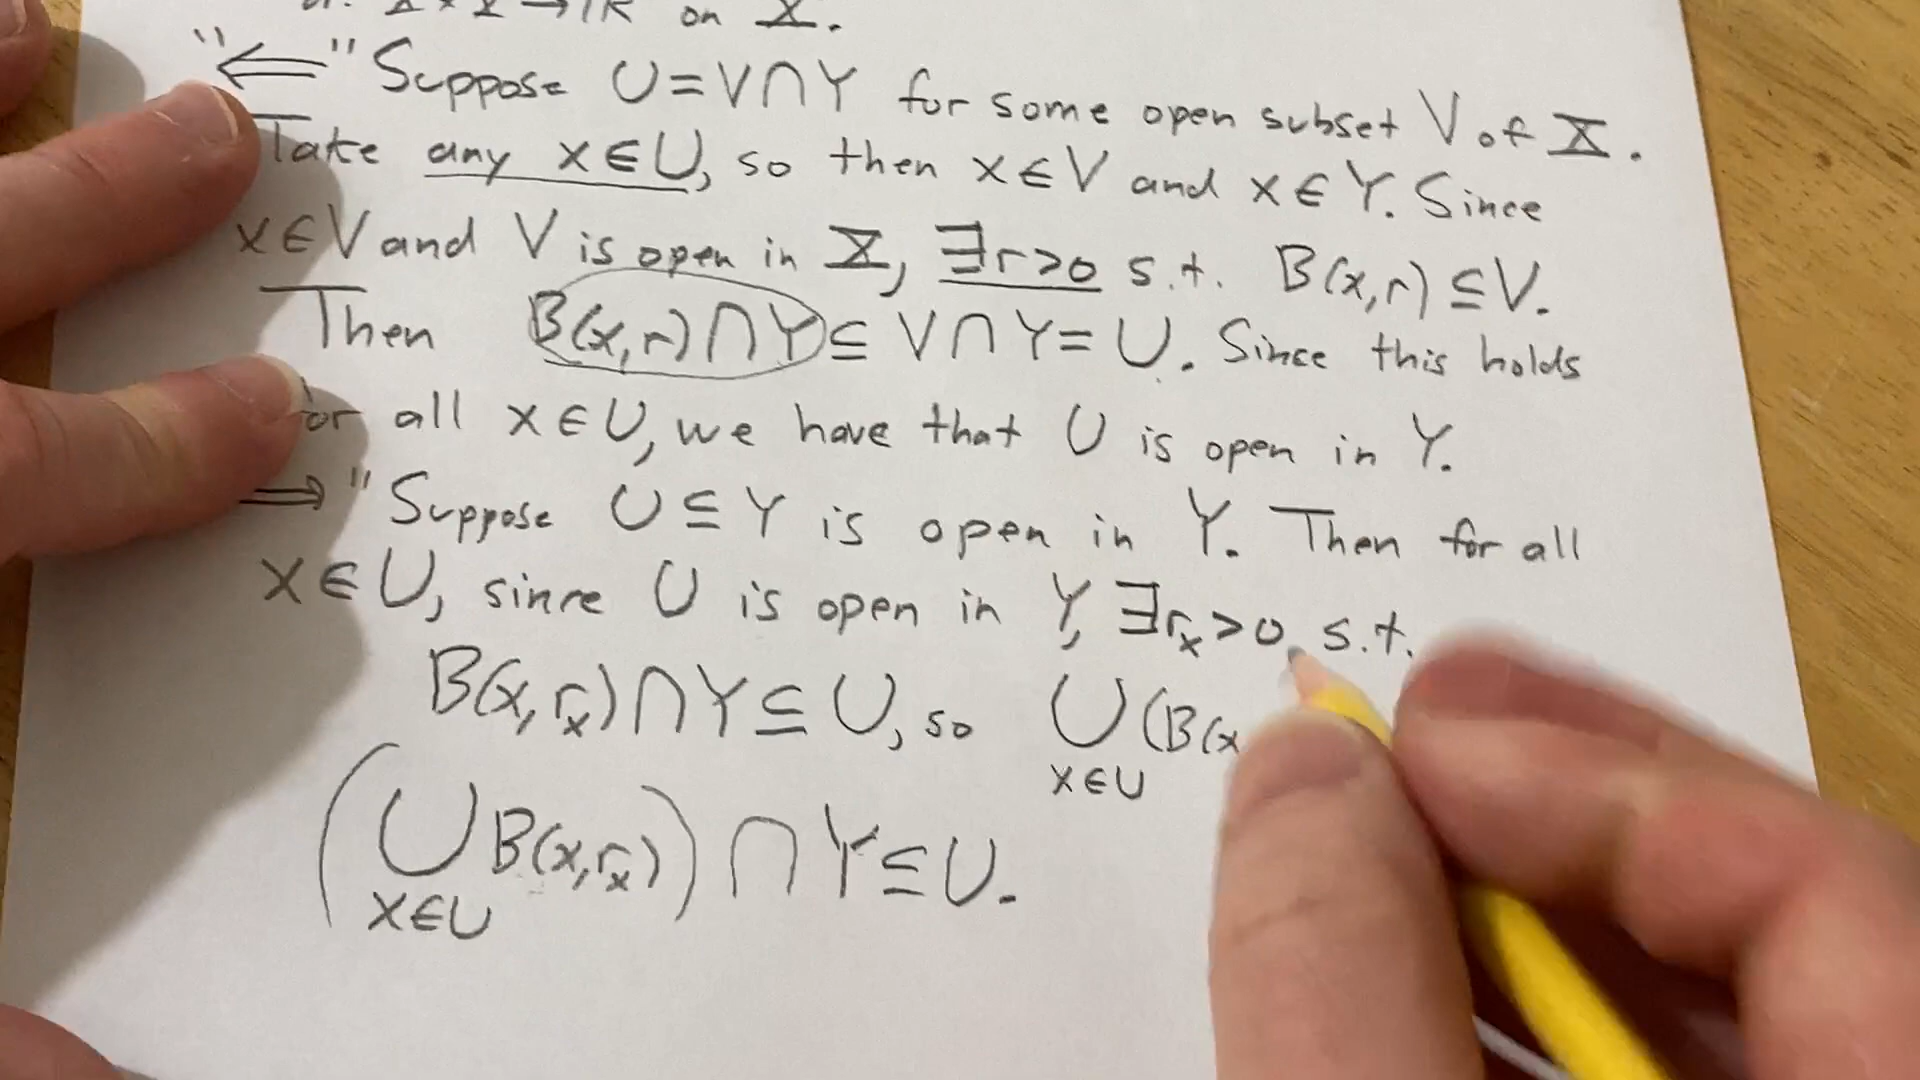 d: X × X → ℝ on X.
"⟸" Suppose U = V ∩ Y for some open subset V of X.
Take any x ∈ U, so then x ∈ V and x ∈ Y. Since
x ∈ V and V is open in X, ∃r>0 s.t. B(x,r) ⊆ V.
Then B(x,r) ∩ Y ⊆ V ∩ Y = U. Since this holds
for all x ∈ U, we have that U is open in Y.
⟹" Suppose U ⊆ Y is open in Y. Then for all
x ∈ U, since U is open in Y, ∃rₓ>0 s.t.
B(x,rₓ) ∩ Y ⊆ U, so ⋃ (B(x
x∈U
(⋃ B(x,rₓ)) ∩ Y ⊆ U.
x∈U